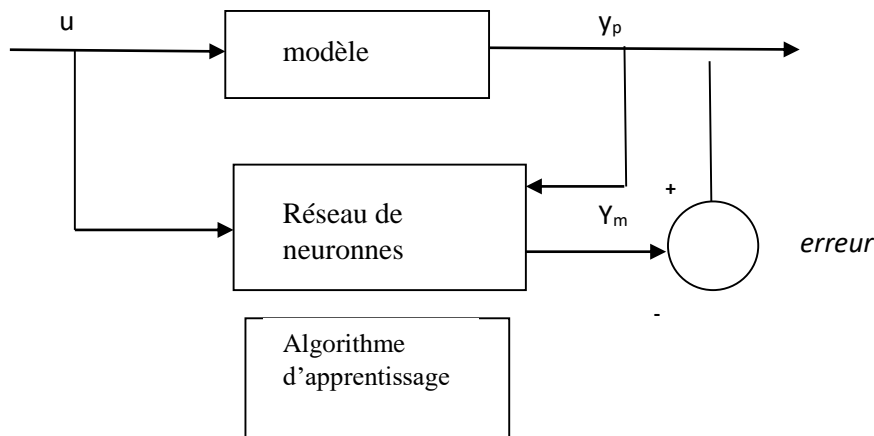 u
modèle
yₚ
Réseau de
neuronnes
+
Yₘ
erreur
-
Algorithme
d’apprentissage